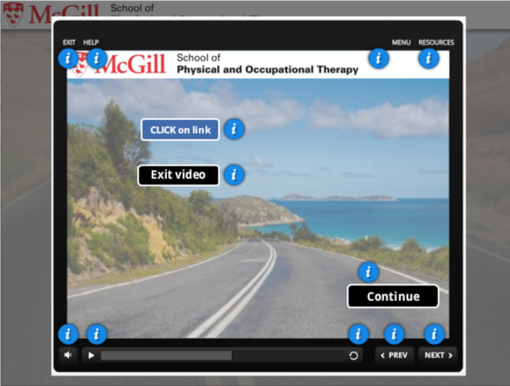 McGill School of
EXIT HELP MENU RESOURCES
McGill School of
Physical and Occupational Therapy
CLICK on link i
Exit video i
Continue
< PREV NEXT >